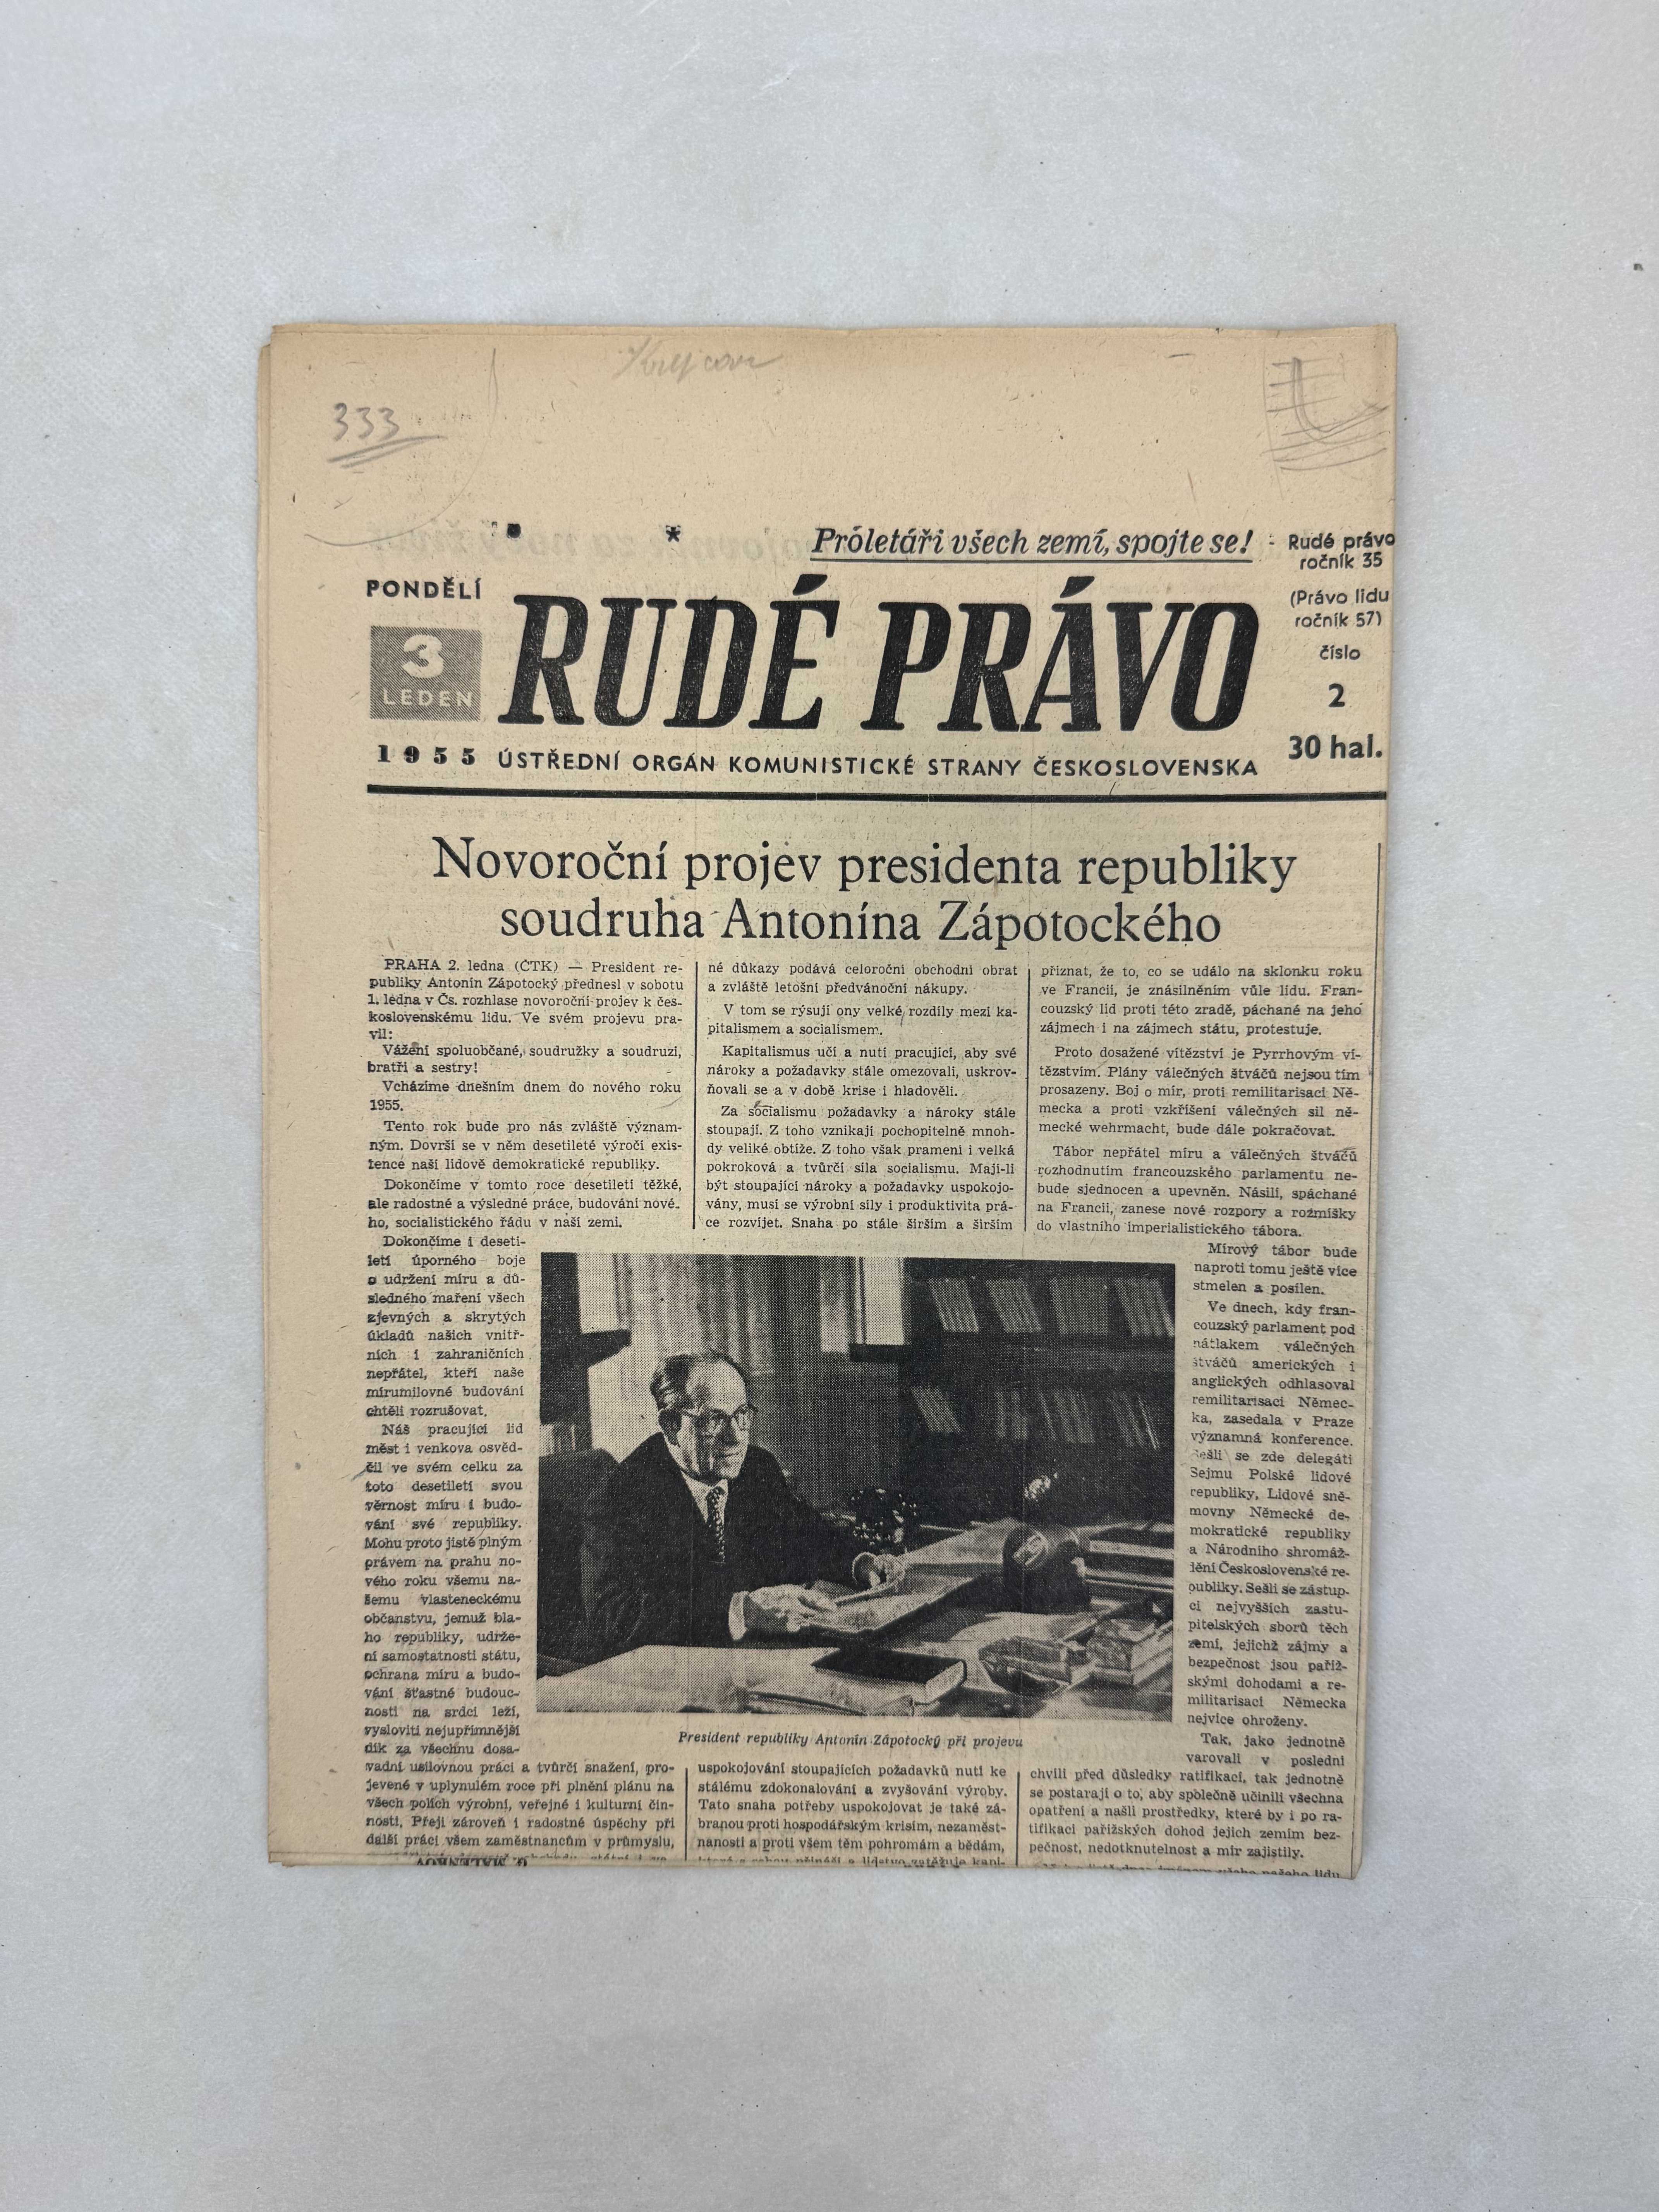 333
Próletáři všech zemí, spojte se!
PONDĚLÍ
3
LEDEN
1955
RUDÉ PRÁVO
ÚSTŘEDNÍ ORGÁN KOMUNISTICKÉ STRANY ČESKOSLOVENSKA
Rudé právo
ročník 35
(Právo lidu
ročník 57)
číslo
2
30 hal.
Novoroční projev presidenta republiky
soudruha Antonína Zápotockého
PRAHA 2. ledna (ČTK) — President re-
publiky Antonín Zápotocký přednesl v sobotu
1. ledna v Čs. rozhlase novoroční projev k čes-
koslovenskému lidu. Ve svém projevu pra-
vil:
Vážení spoluobčané, soudružky a soudruzi,
bratři a sestry!
Vcházíme dnešním dnem do nového roku
1955.
Tento rok bude pro nás zvláště význam-
ným. Dovrší se v něm desetileté výročí exis-
tence naší lidově demokratické republiky.
Dokončíme v tomto roce desetiletí těžké,
ale radostné a výsledné práce, budování nové-
ho, socialistického řádu v naší zemi.
Dokončíme i deseti-
letí úporného boje
o udržení míru a dů-
sledného maření všech
zjevných a skrytých
úkladů našich vnitř-
ních i zahraničních
nepřátel, kteří naše
mírumilovné budování
chtěli rozrušovat.
Náš pracující lid
měst i venkova osvěd-
čil ve svém celku za
toto desetiletí svou
věrnost míru i budo-
vání své republiky.
Mohu proto jistě plným
právem na prahu no-
vého roku všemu na-
šemu vlasteneckému
občanstvu, jemuž bla-
ho republiky, udrže-
ní samostatnosti státu,
ochrana míru a budo-
vání šťastné budouc-
nosti na srdci leží,
vysloviti nejupřímnější
dík za všechnu dosa-
vadní usilovnou práci a tvůrčí snažení, pro-
jevené v uplynulém roce při plnění plánu na
všech polích výrobní, veřejné i kulturní čin-
nosti. Přeji zároveň i radostné úspěchy při
další práci všem zaměstnancům v průmyslu,
né důkazy podává celoroční obchodní obrat
a zvláště letošní předvánoční nákupy.
V tom se rýsují ony velké rozdíly mezi ka-
pitalismem a socialismem.
Kapitalismus učí a nutí pracující, aby své
nároky a požadavky stále omezovali, uskrov-
ňovali se a v době krise i hladověli.
Za socialismu požadavky a nároky stále
stoupají. Z toho vznikají pochopitelně mnoh-
dy veliké obtíže. Z toho však pramení i velká
pokroková a tvůrčí síla socialismu. Mají-li
být stoupající nároky a požadavky uspokojo-
vány, musí se výrobní síly i produktivita prá-
ce rozvíjet. Snaha po stále širším a širším
President republiky Antonín Zápotocký při projevu
uspokojování stoupajících požadavků nutí ke
stálému zdokonalování a zvyšování výroby.
Tato snaha potřeby uspokojovat je také zá-
branou proti hospodářským krisím, nezaměst-
nanosti a proti všem těm pohromám a bědám,
přiznat, že to, co se událo na sklonku roku
ve Francii, je znásilněním vůle lidu. Fran-
couzský lid proti této zradě, páchané na jeho
zájmech i na zájmech státu, protestuje.
Proto dosažené vítězství je Pyrrhovým ví-
tězstvím. Plány válečných štváčů nejsou tím
prosazeny. Boj o mír, proti remilitarisaci Ně-
mecka a proti vzkříšení válečných sil ně-
mecké wehrmacht, bude dále pokračovat.
Tábor nepřátel míru a válečných štváčů
rozhodnutím francouzského parlamentu ne-
bude sjednocen a upevněn. Násilí, spáchané
na Francii, zanese nové rozpory a rozmíšky
do vlastního imperialistického tábora.
Mírový tábor bude
naproti tomu ještě více
stmelen a posílen.
Ve dnech, kdy fran-
couzský parlament pod
nátlakem válečných
štváčů amerických i
anglických odhlasoval
remilitarisaci Němec-
ka, zasedala v Praze
významná konference.
Sešli se zde delegáti
Sejmu Polské lidové
republiky, Lidové sně-
movny Německé de-
mokratické republiky
a Národního shromáž-
dění Československé re-
publiky. Sešli se zástup-
ci nejvyšších zastu-
pitelských sborů těch
zemí, jejichž zájmy a
bezpečnost jsou paříž-
skými dohodami a re-
militarisací Německa
nejvíce ohroženy.
Tak, jako jednotně
varovali v poslední
chvíli před důsledky ratifikací, tak jednotně
se postarají o to, aby společně učinili všechna
opatření a našli prostředky, které by i po ra-
tifikaci pařížských dohod jejich zemím bez-
pečnost, nedotknutelnost a mír zajistily.